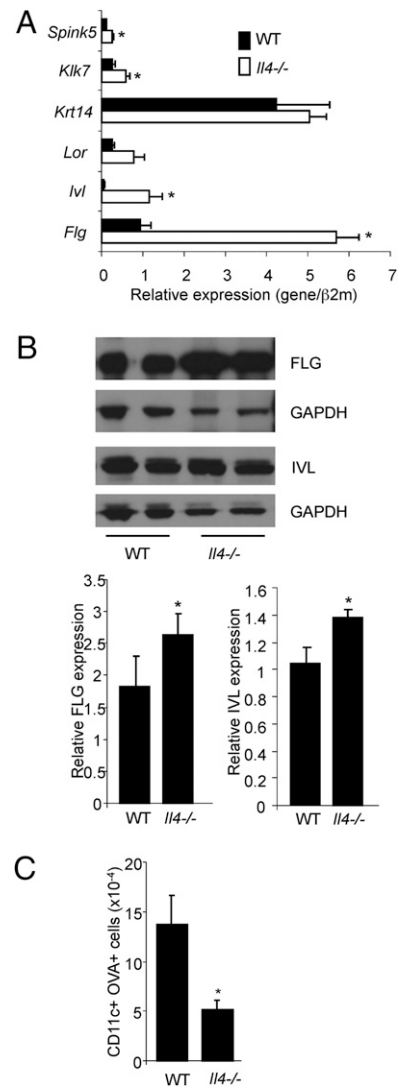 A
Spink5
Klk7
Krt14
Lor
Ivl
Flg
WT
Il4-/-
*
*
*
*
0 1 2 3 4 5 6 7
Relative expression (gene/β2m)
B
FLG
GAPDH
IVL
GAPDH
WT Il4-/-
Relative FLG expression
3.5
3
2.5
2
1.5
1
0.5
0
*
WT Il4-/-
Relative IVL expression
1.6
1.4
1.2
1
0.8
0.6
0.4
0.2
0
*
WT Il4-/-
C
CD11c+ OVA+ cells (x10-4)
20
15
10
5
0
*
WT Il4-/-